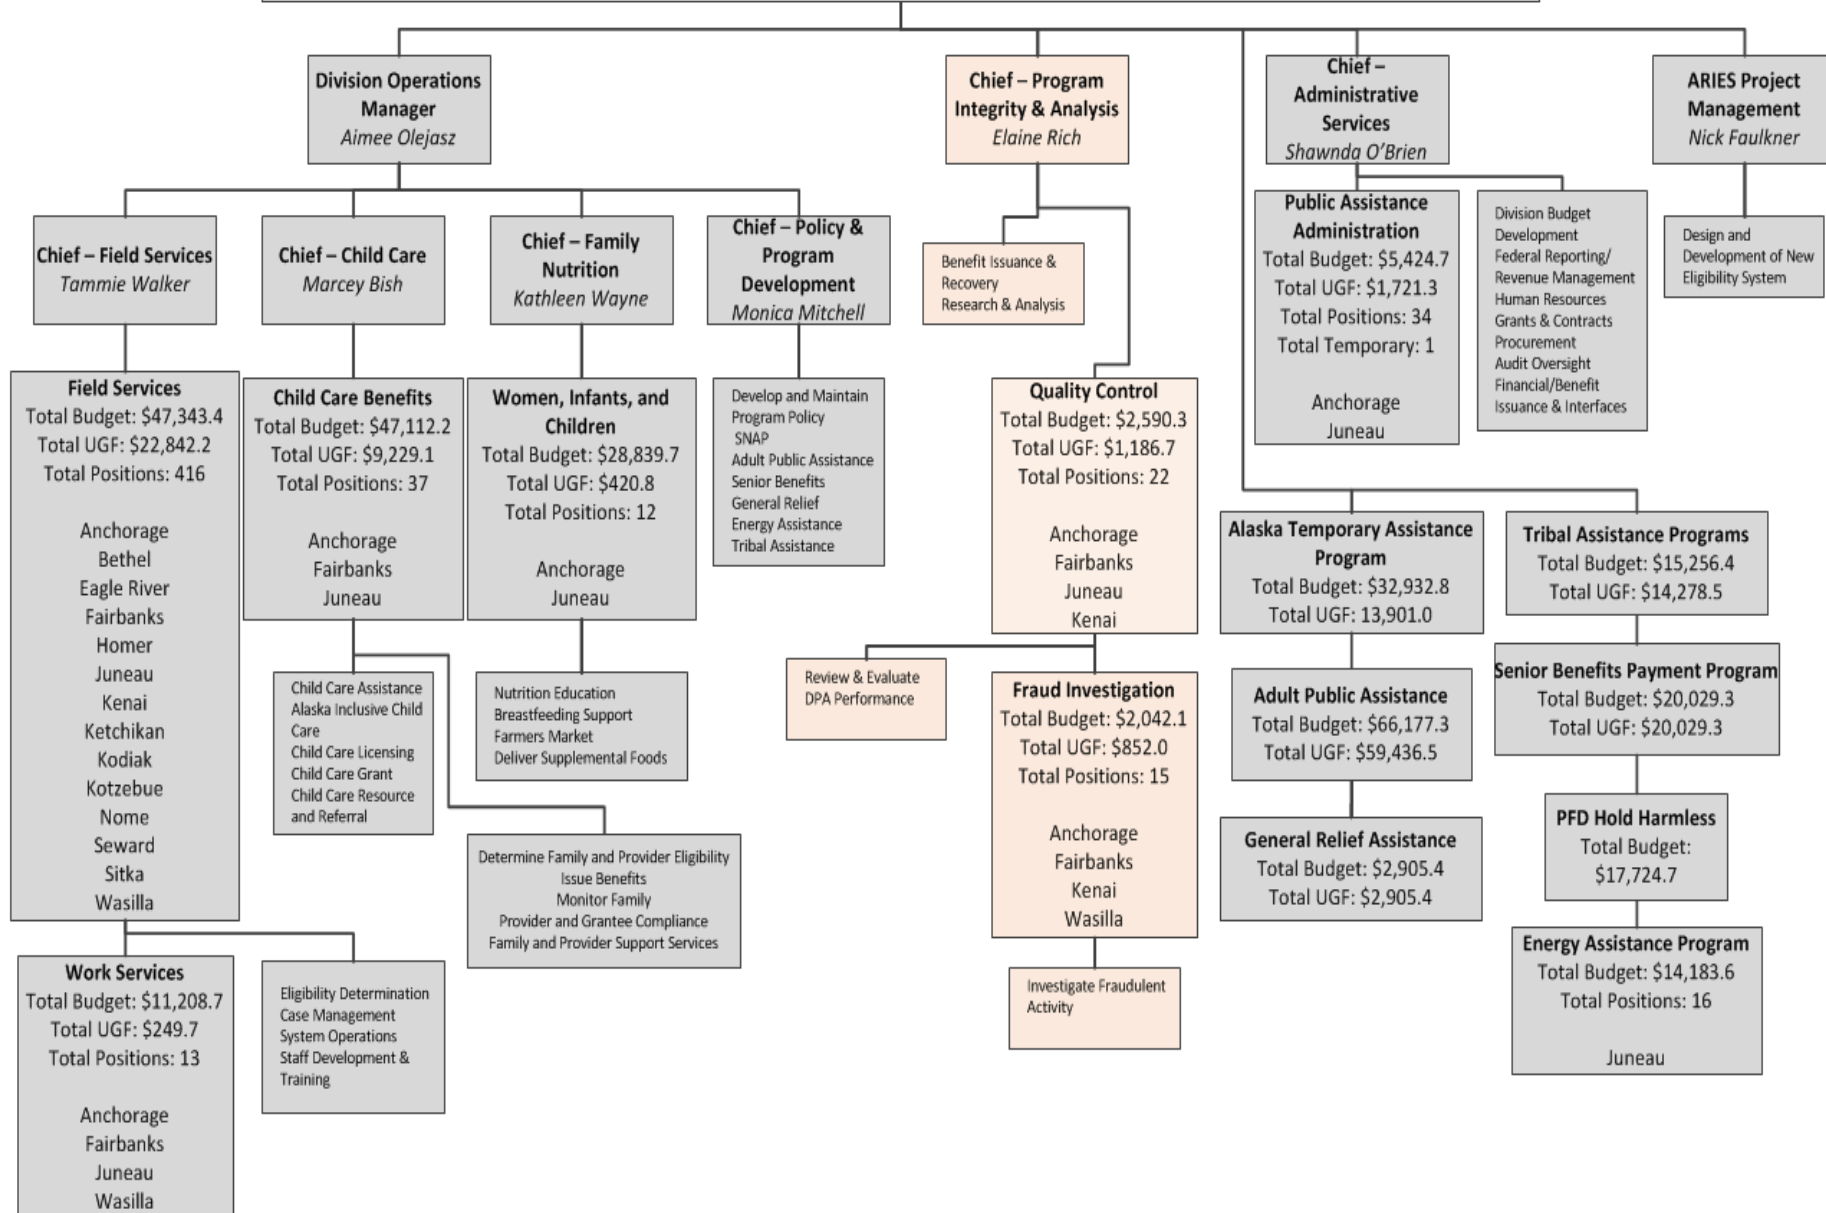 Division Operations
Manager
Aimee Olejasz
Chief – Program
Integrity & Analysis
Elaine Rich
Chief –
Administrative
Services
Shawnda O’Brien
ARIES Project
Management
Nick Faulkner
Chief – Field Services
Tammie Walker
Chief – Child Care
Marcey Bish
Chief – Family
Nutrition
Kathleen Wayne
Chief – Policy &
Program
Development
Monica Mitchell
Benefit Issuance &
Recovery
Research & Analysis
Public Assistance
Administration
Total Budget: $5,424.7
Total UGF: $1,721.3
Total Positions: 34
Total Temporary: 1
Anchorage
Juneau
Division Budget
Development
Federal Reporting/
Revenue Management
Human Resources
Grants & Contracts
Procurement
Audit Oversight
Financial/Benefit
Issuance & Interfaces
Design and
Development of New
Eligibility System
Field Services
Total Budget: $47,343.4
Total UGF: $22,842.2
Total Positions: 416
Anchorage
Bethel
Eagle River
Fairbanks
Homer
Juneau
Kenai
Ketchikan
Kodiak
Kotzebue
Nome
Seward
Sitka
Wasilla
Child Care Benefits
Total Budget: $47,112.2
Total UGF: $9,229.1
Total Positions: 37
Anchorage
Fairbanks
Juneau
Women, Infants, and
Children
Total Budget: $28,839.7
Total UGF: $420.8
Total Positions: 12
Anchorage
Juneau
Develop and Maintain
Program Policy
SNAP
Adult Public Assistance
Senior Benefits
General Relief
Energy Assistance
Tribal Assistance
Quality Control
Total Budget: $2,590.3
Total UGF: $1,186.7
Total Positions: 22
Anchorage
Fairbanks
Juneau
Kenai
Alaska Temporary Assistance
Program
Total Budget: $32,932.8
Total UGF: 13,901.0
Tribal Assistance Programs
Total Budget: $15,256.4
Total UGF: $14,278.5
Child Care Assistance
Alaska Inclusive Child
Care
Child Care Licensing
Child Care Grant
Child Care Resource
and Referral
Nutrition Education
Breastfeeding Support
Farmers Market
Deliver Supplemental Foods
Review & Evaluate
DPA Performance
Fraud Investigation
Total Budget: $2,042.1
Total UGF: $852.0
Total Positions: 15
Anchorage
Fairbanks
Kenai
Wasilla
Adult Public Assistance
Total Budget: $66,177.3
Total UGF: $59,436.5
Senior Benefits Payment Program
Total Budget: $20,029.3
Total UGF: $20,029.3
Determine Family and Provider Eligibility
Issue Benefits
Monitor Family
Provider and Grantee Compliance
Family and Provider Support Services
General Relief Assistance
Total Budget: $2,905.4
Total UGF: $2,905.4
PFD Hold Harmless
Total Budget:
$17,724.7
Work Services
Total Budget: $11,208.7
Total UGF: $249.7
Total Positions: 13
Anchorage
Fairbanks
Juneau
Wasilla
Eligibility Determination
Case Management
System Operations
Staff Development &
Training
Investigate Fraudulent
Activity
Energy Assistance Program
Total Budget: $14,183.6
Total Positions: 16
Juneau